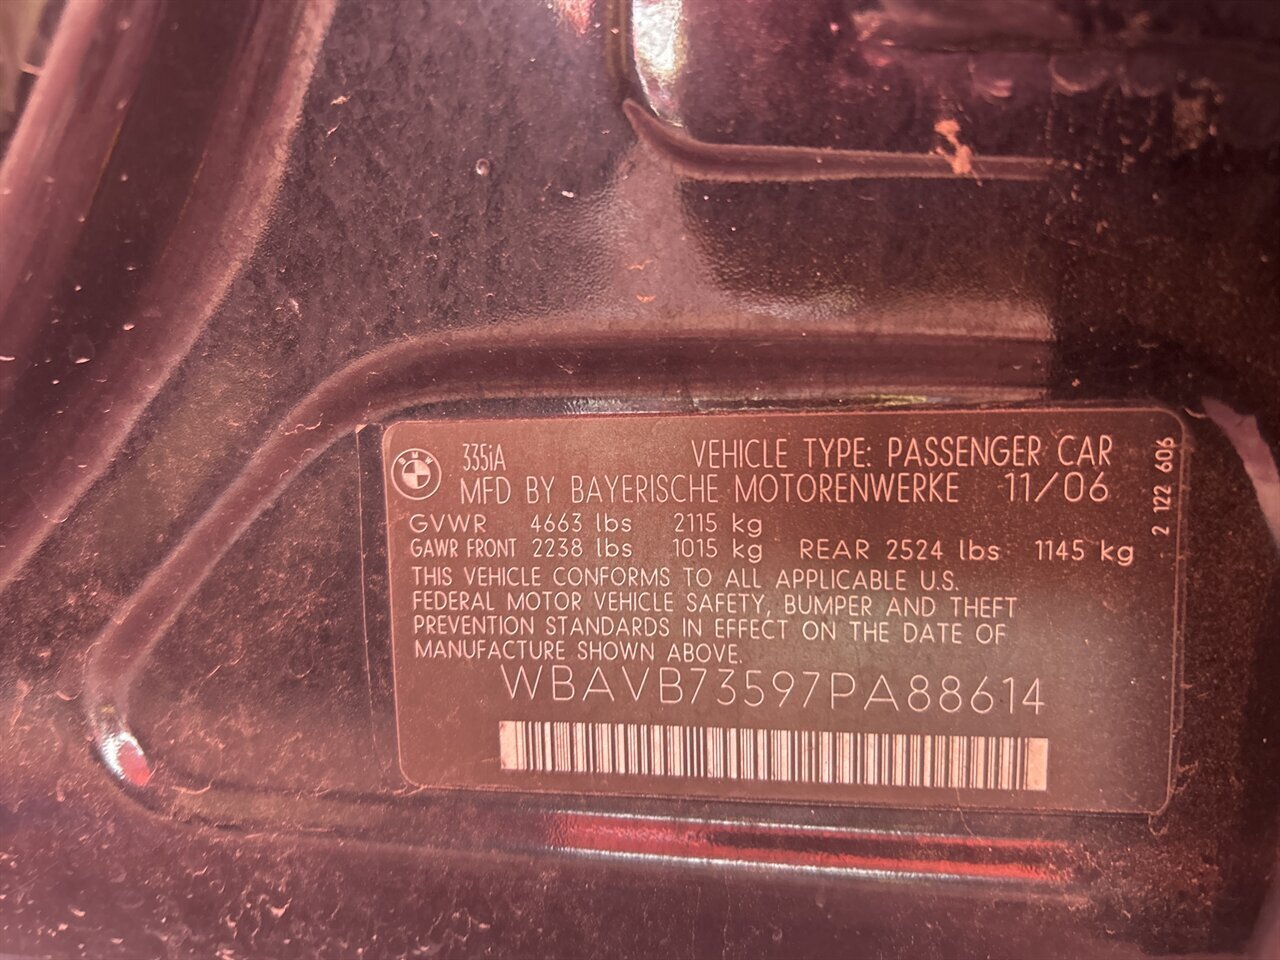 BMW
335iA VEHICLE TYPE: PASSENGER CAR
MFD BY BAYERISCHE MOTORENWERKE 11/06
GVWR 4663 lbs 2115 kg
GAWR FRONT 2238 lbs 1015 kg REAR 2524 lbs 1145 kg
THIS VEHICLE CONFORMS TO ALL APPLICABLE U.S.
FEDERAL MOTOR VEHICLE SAFETY, BUMPER AND THEFT
PREVENTION STANDARDS IN EFFECT ON THE DATE OF
MANUFACTURE SHOWN ABOVE.
WBAVB73597PA88614
2 122 606